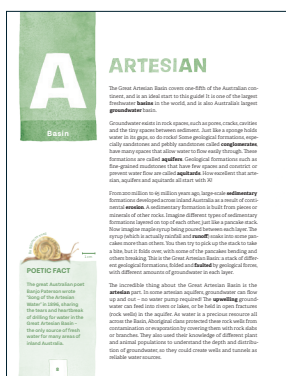 A
Basin
ARTESIAN
The Great Artesian Basin covers one-fifth of the Australian con-
tinent, and is an ideal start to this guide! It is one of the largest
freshwater basins in the world, and is also Australia's largest
groundwater basin.
Groundwater exists in rock spaces, such as pores, cracks, cavities
and the tiny spaces between sediment. Just like a sponge holds
water in its gaps, so do rocks! Some geological formations, espe-
cially sandstones and pebbly sandstones called conglomerates,
have many spaces that allow water to flow easily through. These
formations are called aquifers. Geological formations such as
fine-grained mudstones that have few spaces and constrict or
prevent water flow are called aquitards. How excellent that arte-
sian, aquifers and aquitards all start with A!
From 200 million to 65 million years ago, large-scale sedimentary
formations developed across inland Australia as a result of conti-
nental erosion. A sedimentary formation is built from pieces or
minerals of other rocks. Imagine different types of sedimentary
formations layered on top of each other, just like a pancake stack.
Now imagine maple syrup being poured between each layer. The
syrup (which is actually rainfall and runoff) soaks into some pan-
cakes more than others. You then try to pick up the stack to take
a bite, but it folds over, with some of the pancakes bending and
others breaking. This is the Great Artesian Basin: a stack of differ-
ent geological formations, folded and faulted by geological forces,
with different amounts of groundwater in each layer.
The incredible thing about the Great Artesian Basin is the
artesian part. In some artesian aquifers, groundwater can flow
up and out – no water pump required! The upwelling ground-
water can feed into rivers or lakes, or be held in open fractures
(rock wells) in the aquifer. As water is a precious resource all
across the Basin, Aboriginal clans protected these rock wells from
contamination or evaporation by covering them with rock slabs
or branches. They also used their knowledge of different plant
and animal populations to understand the depth and distribu-
tion of groundwater, so they could create wells and tunnels as
reliable water sources.
POETIC FACT
The great Australian poet
Banjo Paterson wrote
'Song of the Artesian
Water' in 1896, sharing
the tears and heartbreak
of drilling for water in the
Great Artesian Basin –
the only source of fresh
water for many areas of
inland Australia.
8